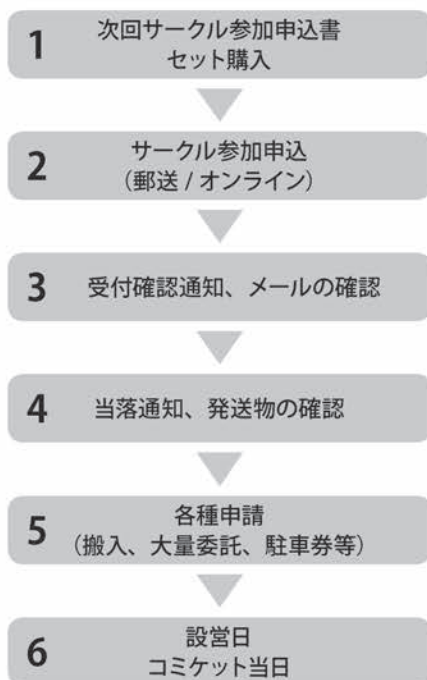 1
次回サークル参加申込書
セット購入
2
サークル参加申込
（郵送 / オンライン）
3
受付確認通知、メールの確認
4
当落通知、発送物の確認
5
各種申請
（搬入、大量委託、駐車券等）
6
設営日
コミケット当日